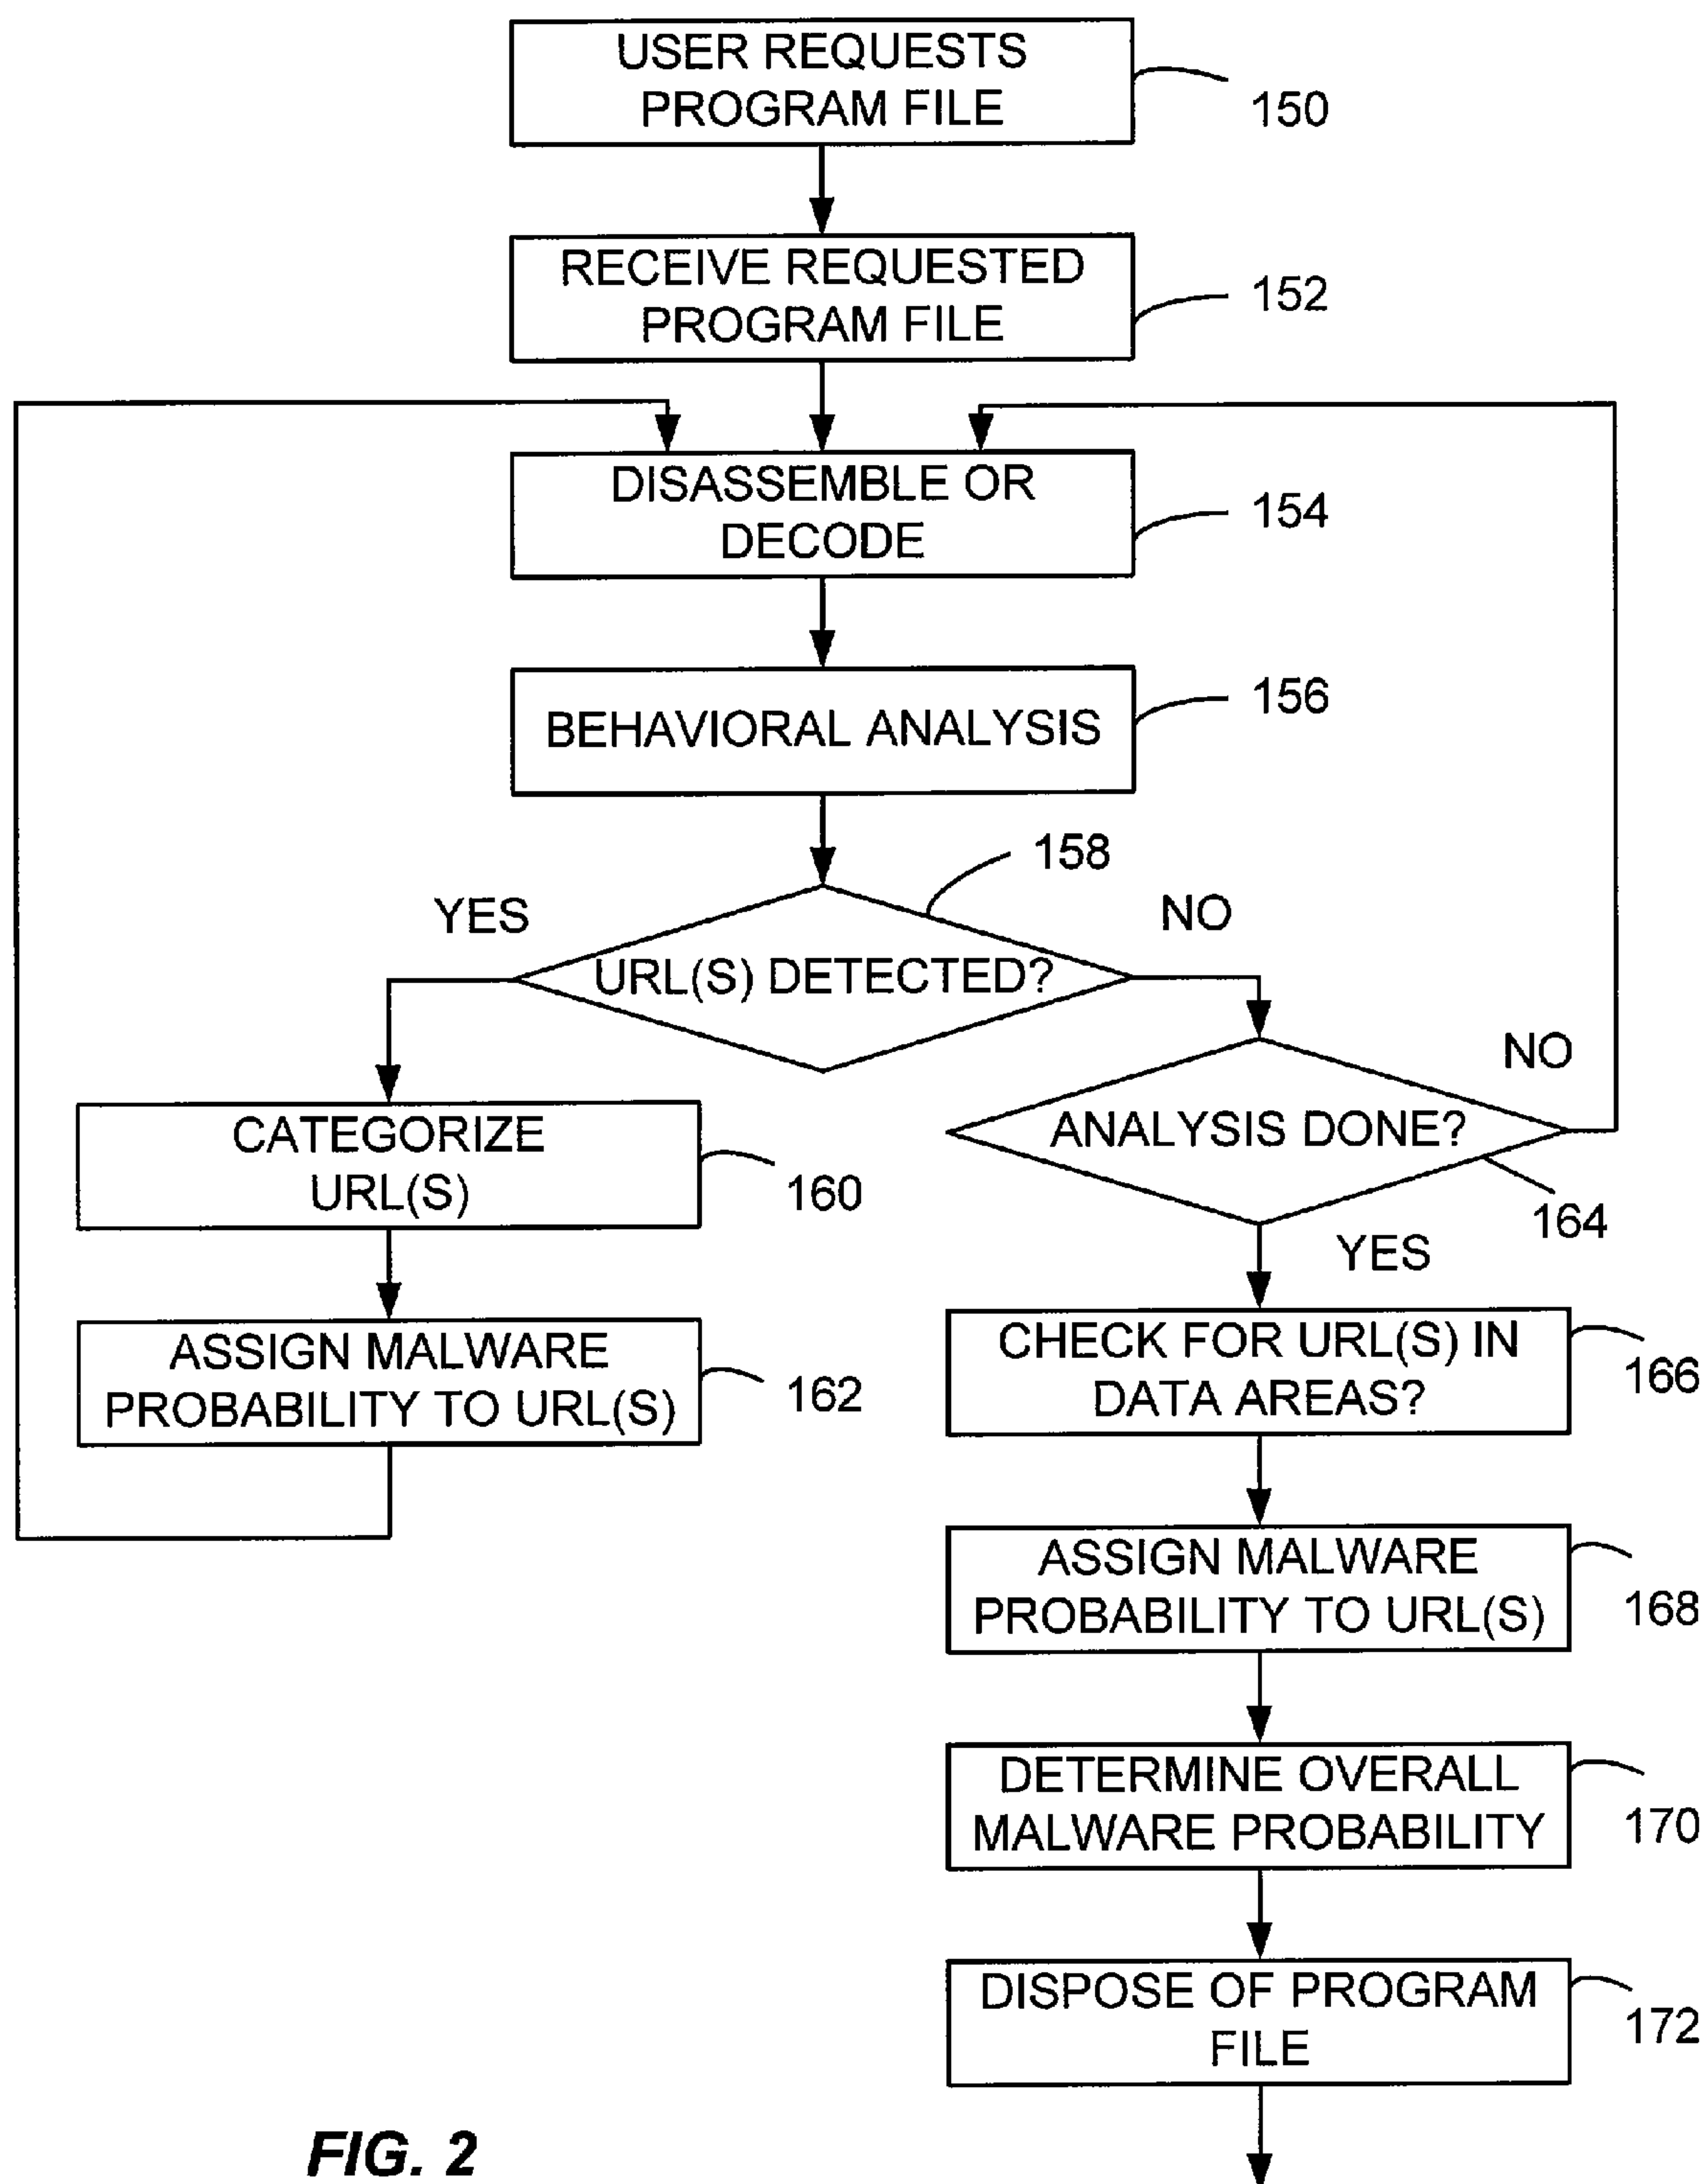 USER REQUESTS
PROGRAM FILE
150
RECEIVE REQUESTED
PROGRAM FILE
152
DISASSEMBLE OR
DECODE
154
BEHAVIORAL ANALYSIS
156
158
YES
NO
URL(S) DETECTED?
NO
ANALYSIS DONE?
164
YES
CATEGORIZE
URL(S)
160
ASSIGN MALWARE
PROBABILITY TO URL(S)
162
CHECK FOR URL(S) IN
DATA AREAS?
166
ASSIGN MALWARE
PROBABILITY TO URL(S)
168
DETERMINE OVERALL
MALWARE PROBABILITY
170
DISPOSE OF PROGRAM
FILE
172
FIG. 2